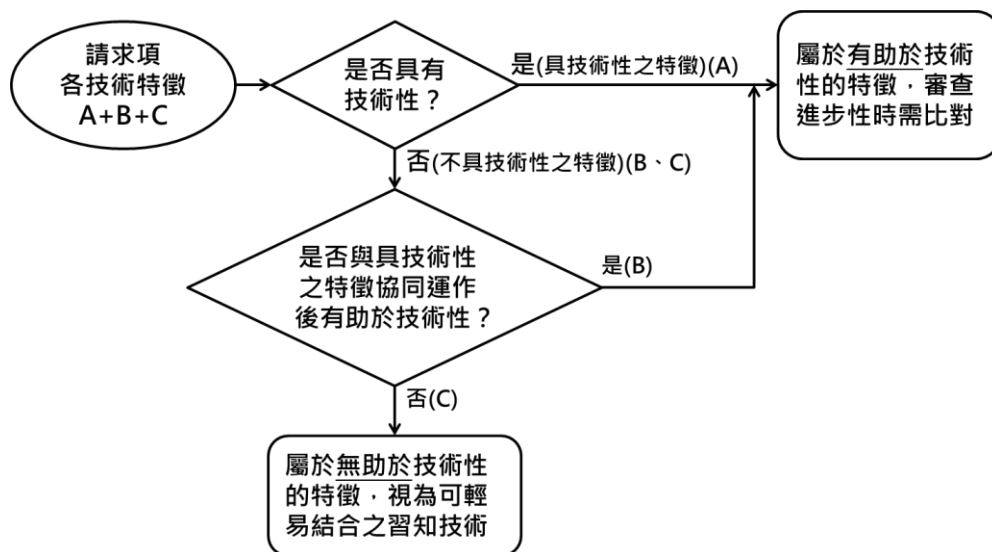 請求項
各技術特徵
A+B+C
是否具有
技術性？
是(具技術性之特徵)(A)
屬於有助於技術
性的特徵，審查
進步性時需比對
否(不具技術性之特徵)(B、C)
是否與具技術性
之特徵協同運作
後有助於技術性？
是(B)
否(C)
屬於無助於技術性
的特徵，視為可輕
易結合之習知技術